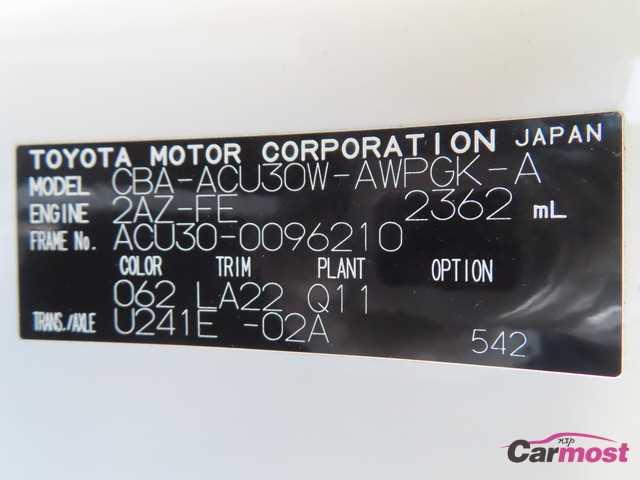 TOYOTA MOTOR CORPORATION JAPAN
MODEL CBA-ACU30W-AWPGK-A
ENGINE 2AZ-FE 2362 mL
FRAME No. ACU30-0096210
COLOR TRIM PLANT OPTION
062 LA22 Q11
TRANS./AXLE U241E -02A 542
Carmost